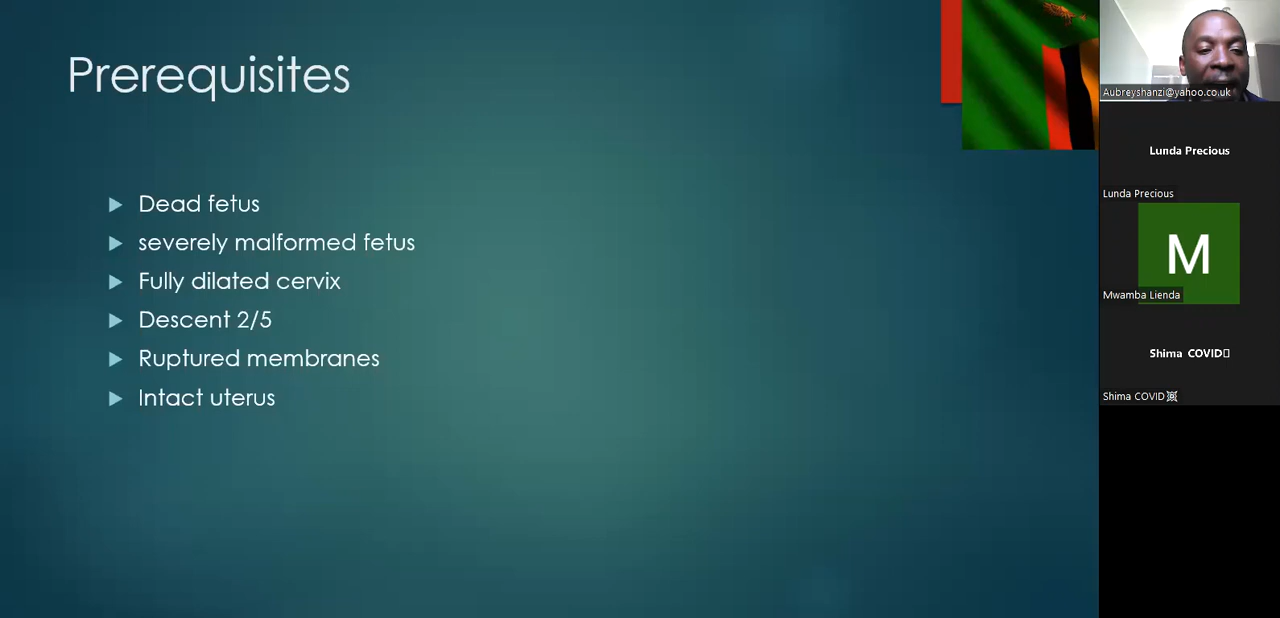 Prerequisites
Dead fetus
severely malformed fetus
Fully dilated cervix
Descent 2/5
Ruptured membranes
Intact uterus
Aubreyshanzi@yahoo.co.uk
Lunda Precious
Lunda Precious
M
Mwamba Lienda
Shima COVID
Shima COVID